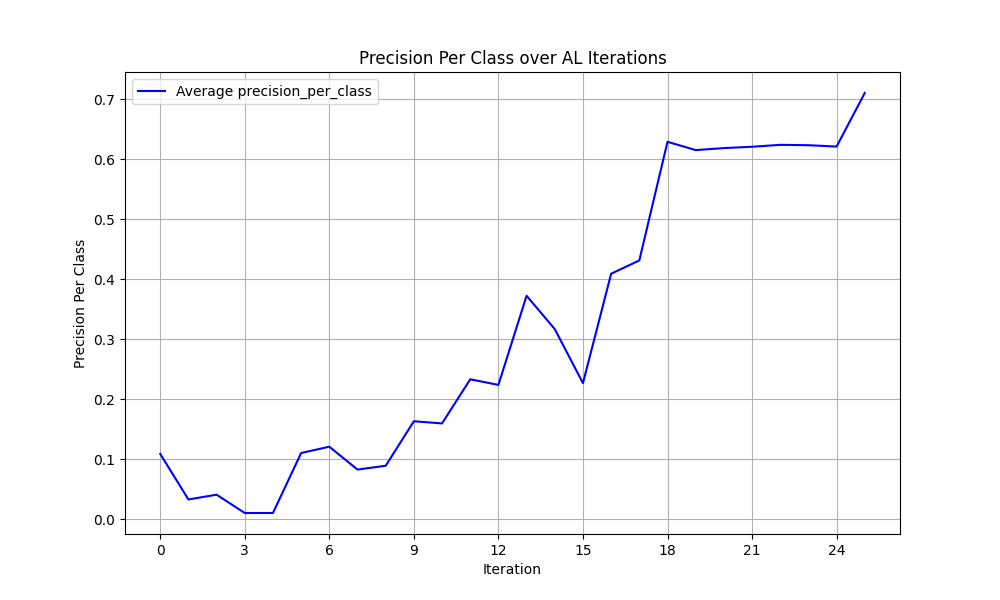 Precision Per Class over AL Iterations
Average precision_per_class
Precision Per Class
0.7
0.6
0.5
0.4
0.3
0.2
0.1
0.0
0 3 6 9 12 15 18 21 24
Iteration